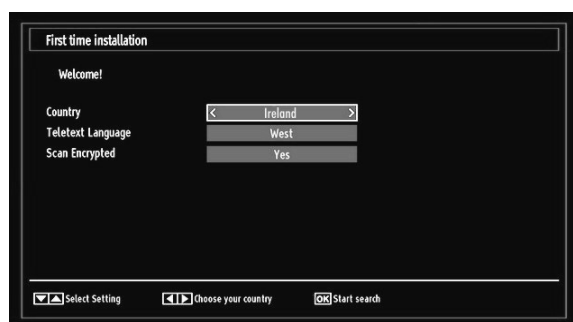 First time installation
Welcome!
Country < Ireland >
Teletext Language West
Scan Encrypted Yes
Select Setting Choose your country OK Start search